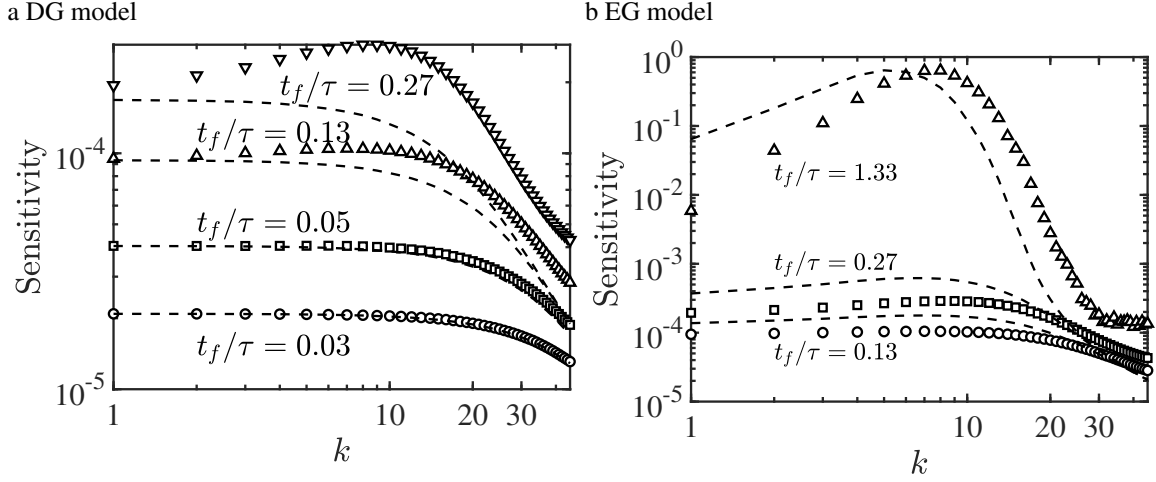 a DG model
b EG model
Sensitivity
10^{-4}
10^{-5}
t_f/τ = 0.27
t_f/τ = 0.13
t_f/τ = 0.05
t_f/τ = 0.03
1
10
20
30
k
Sensitivity
10^0
10^{-1}
10^{-2}
10^{-3}
10^{-4}
10^{-5}
t_f/τ = 1.33
t_f/τ = 0.27
t_f/τ = 0.13
1
10
20
30
k